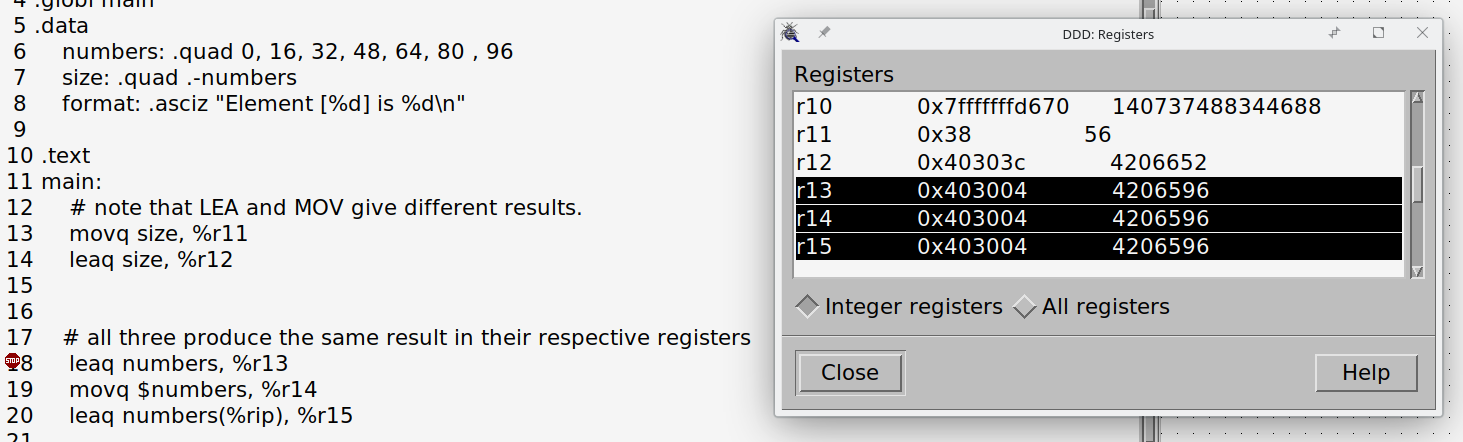 4 .globl main
5 .data
6 numbers: .quad 0, 16, 32, 48, 64, 80 , 96
7 size: .quad .-numbers
8 format: .asciz "Element [%d] is %d\n"
9
10 .text
11 main:
12 # note that LEA and MOV give different results.
13 movq size, %r11
14 leaq size, %r12
15
16
17 # all three produce the same result in their respective registers
STOP 8 leaq numbers, %r13
19 movq $numbers, %r14
20 leaq numbers(%rip), %r15
21
DDD: Registers
Registers
r10 0x7fffffffd670 140737488344688
r11 0x38 56
r12 0x40303c 4206652
r13 0x403004 4206596
r14 0x403004 4206596
r15 0x403004 4206596
Integer registers All registers
Close Help